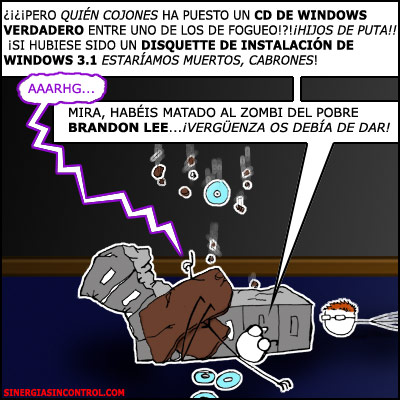 ¿¡¿¡PERO QUIÉN COJONES HA PUESTO UN CD DE WINDOWS
VERDADERO ENTRE UNO DE LOS DE FOGUEO!?!¡HIJOS DE PUTA!!
¡SI HUBIESE SIDO UN DISQUETTE DE INSTALACIÓN DE
WINDOWS 3.1 ESTARÍAMOS MUERTOS, CABRONES!
AAARHG...
MIRA, HABÉIS MATADO AL ZOMBI DEL POBRE
BRANDON LEE...¡VERGÜENZA OS DEBÍA DE DAR!
SINERGIASINCONTROL.COM